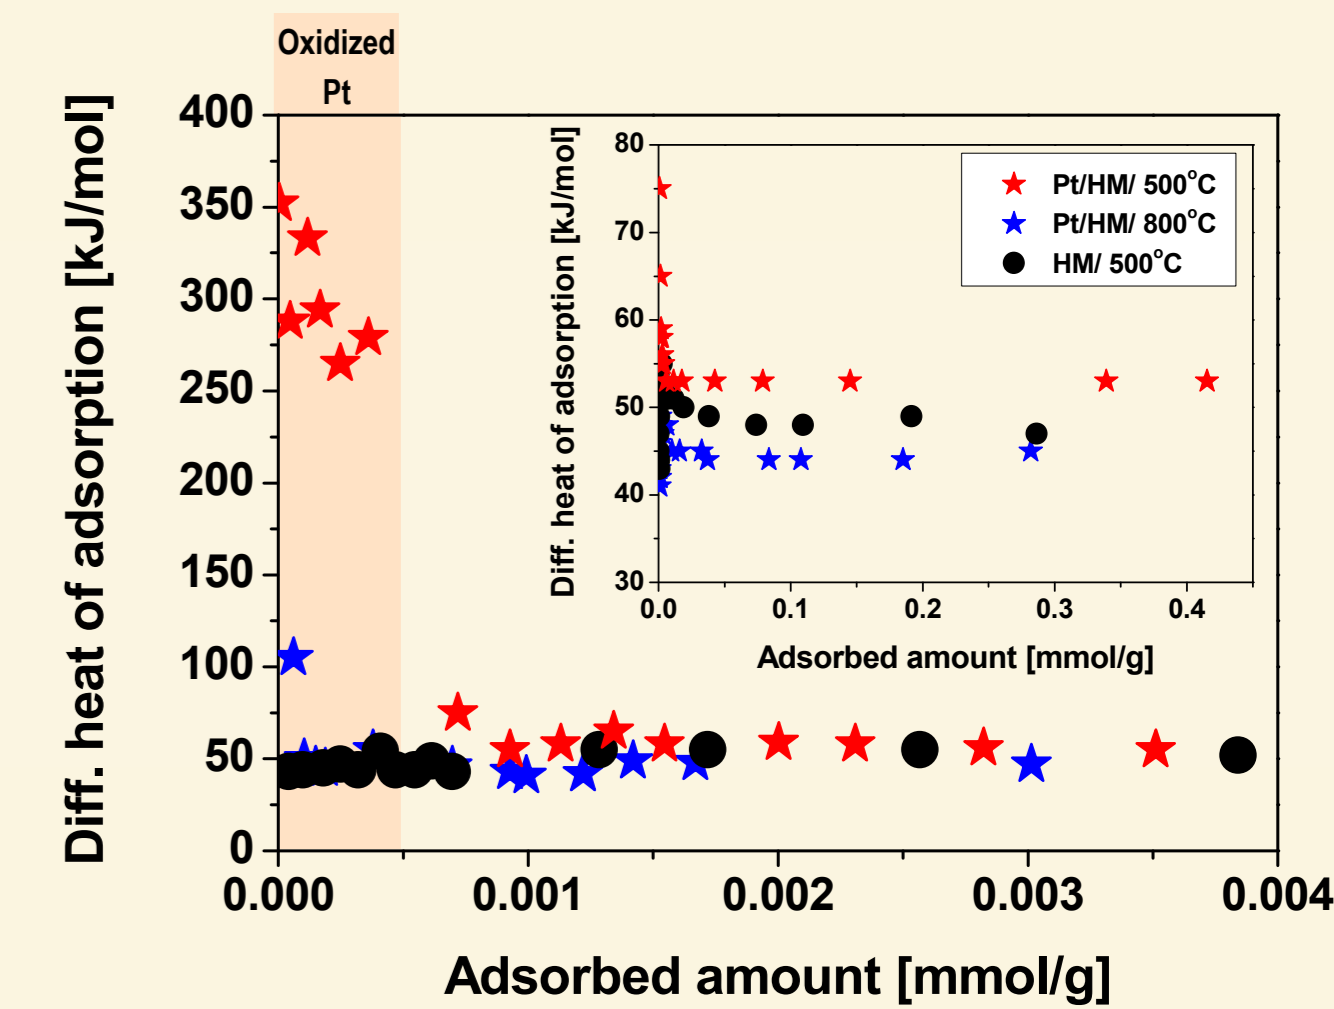 Oxidized
Pt
Diff. heat of adsorption [kJ/mol]
400
350
300
250
200
150
100
50
0
0.000
0.001
0.002
0.003
0.004
Adsorbed amount [mmol/g]
Diff. heat of adsorption [kJ/mol]
80
70
60
50
40
30
0.0
0.1
0.2
0.3
0.4
Adsorbed amount [mmol/g]
Pt/HM/ 500°C
Pt/HM/ 800°C
HM/ 500°C